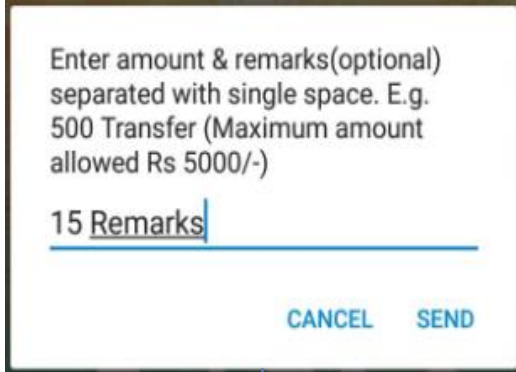 Enter amount & remarks(optional)
separated with single space. E.g.
500 Transfer (Maximum amount
allowed Rs 5000/-)
15 Remarks
CANCEL SEND